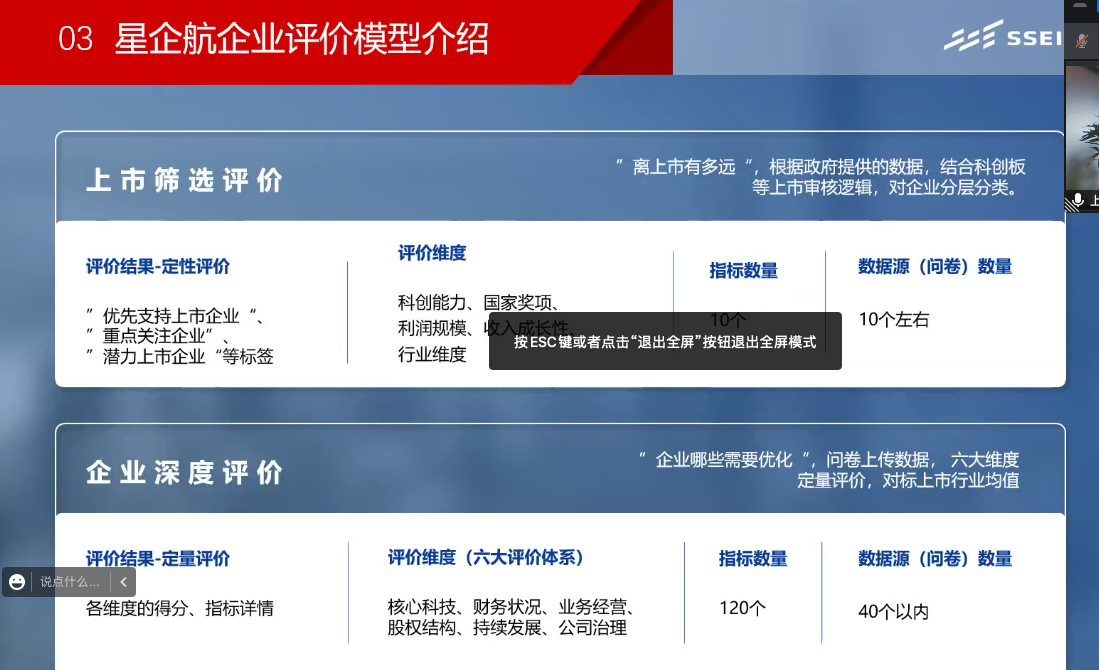 03 星企航企业评价模型介绍
SSEI
上市筛选评价
”离上市有多远“，根据政府提供的数据，结合科创板
等上市审核逻辑，对企业分层分类。
评价结果-定性评价
”优先支持上市企业“、
”重点关注企业“、
”潜力上市企业“等标签
评价维度
科创能力、国家奖项、
利润规模、收入成长性、
行业维度
指标数量
10个
数据源（问卷）数量
10个左右
按ESC键或者点击“退出全屏”按钮退出全屏模式
上
企业深度评价
”企业哪些需要优化“，问卷上传数据，六大维度
定量评价，对标上市行业均值
评价结果-定量评价
各维度的得分、指标详情
评价维度（六大评价体系）
核心科技、财务状况、业务经营、
股权结构、持续发展、公司治理
指标数量
120个
数据源（问卷）数量
40个以内
说点什么...